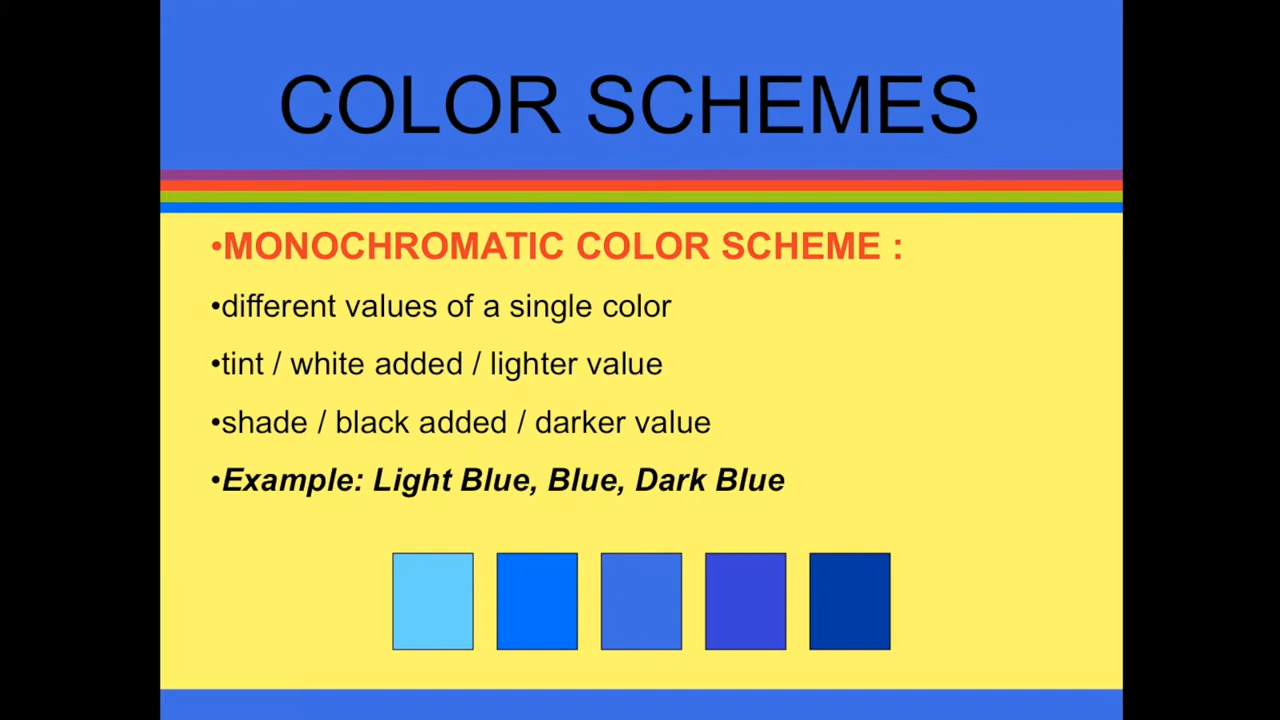 COLOR SCHEMES
•MONOCHROMATIC COLOR SCHEME :
•different values of a single color
•tint / white added / lighter value
•shade / black added / darker value
•Example: Light Blue, Blue, Dark Blue